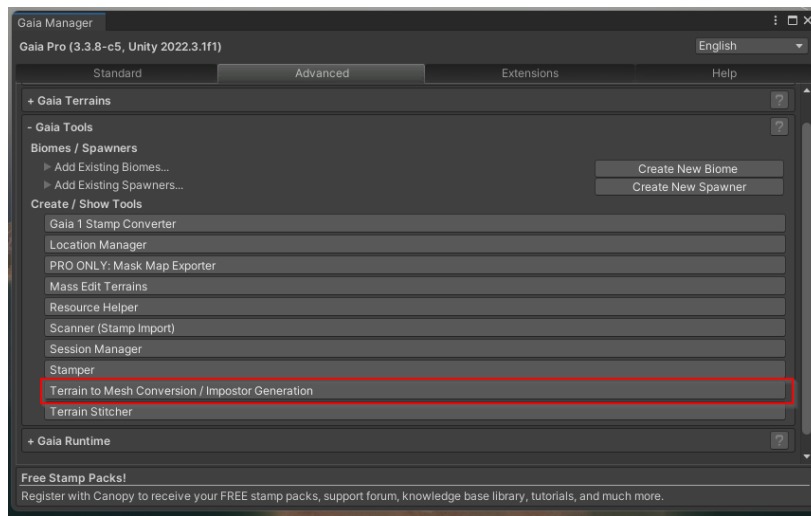 Gaia Manager
Gaia Pro (3.3.8-c5, Unity 2022.3.1f1) English
Standard Advanced Extensions Help
+ Gaia Terrains ?
- Gaia Tools ?
Biomes / Spawners
Add Existing Biomes... Create New Biome
Add Existing Spawners... Create New Spawner
Create / Show Tools
Gaia 1 Stamp Converter
Location Manager
PRO ONLY: Mask Map Exporter
Mass Edit Terrains
Resource Helper
Scanner (Stamp Import)
Session Manager
Stamper
Terrain to Mesh Conversion / Impostor Generation
Terrain Stitcher
+ Gaia Runtime ?
Free Stamp Packs!
Register with Canopy to receive your FREE stamp packs, support forum, knowledge base library, tutorials, and much more.